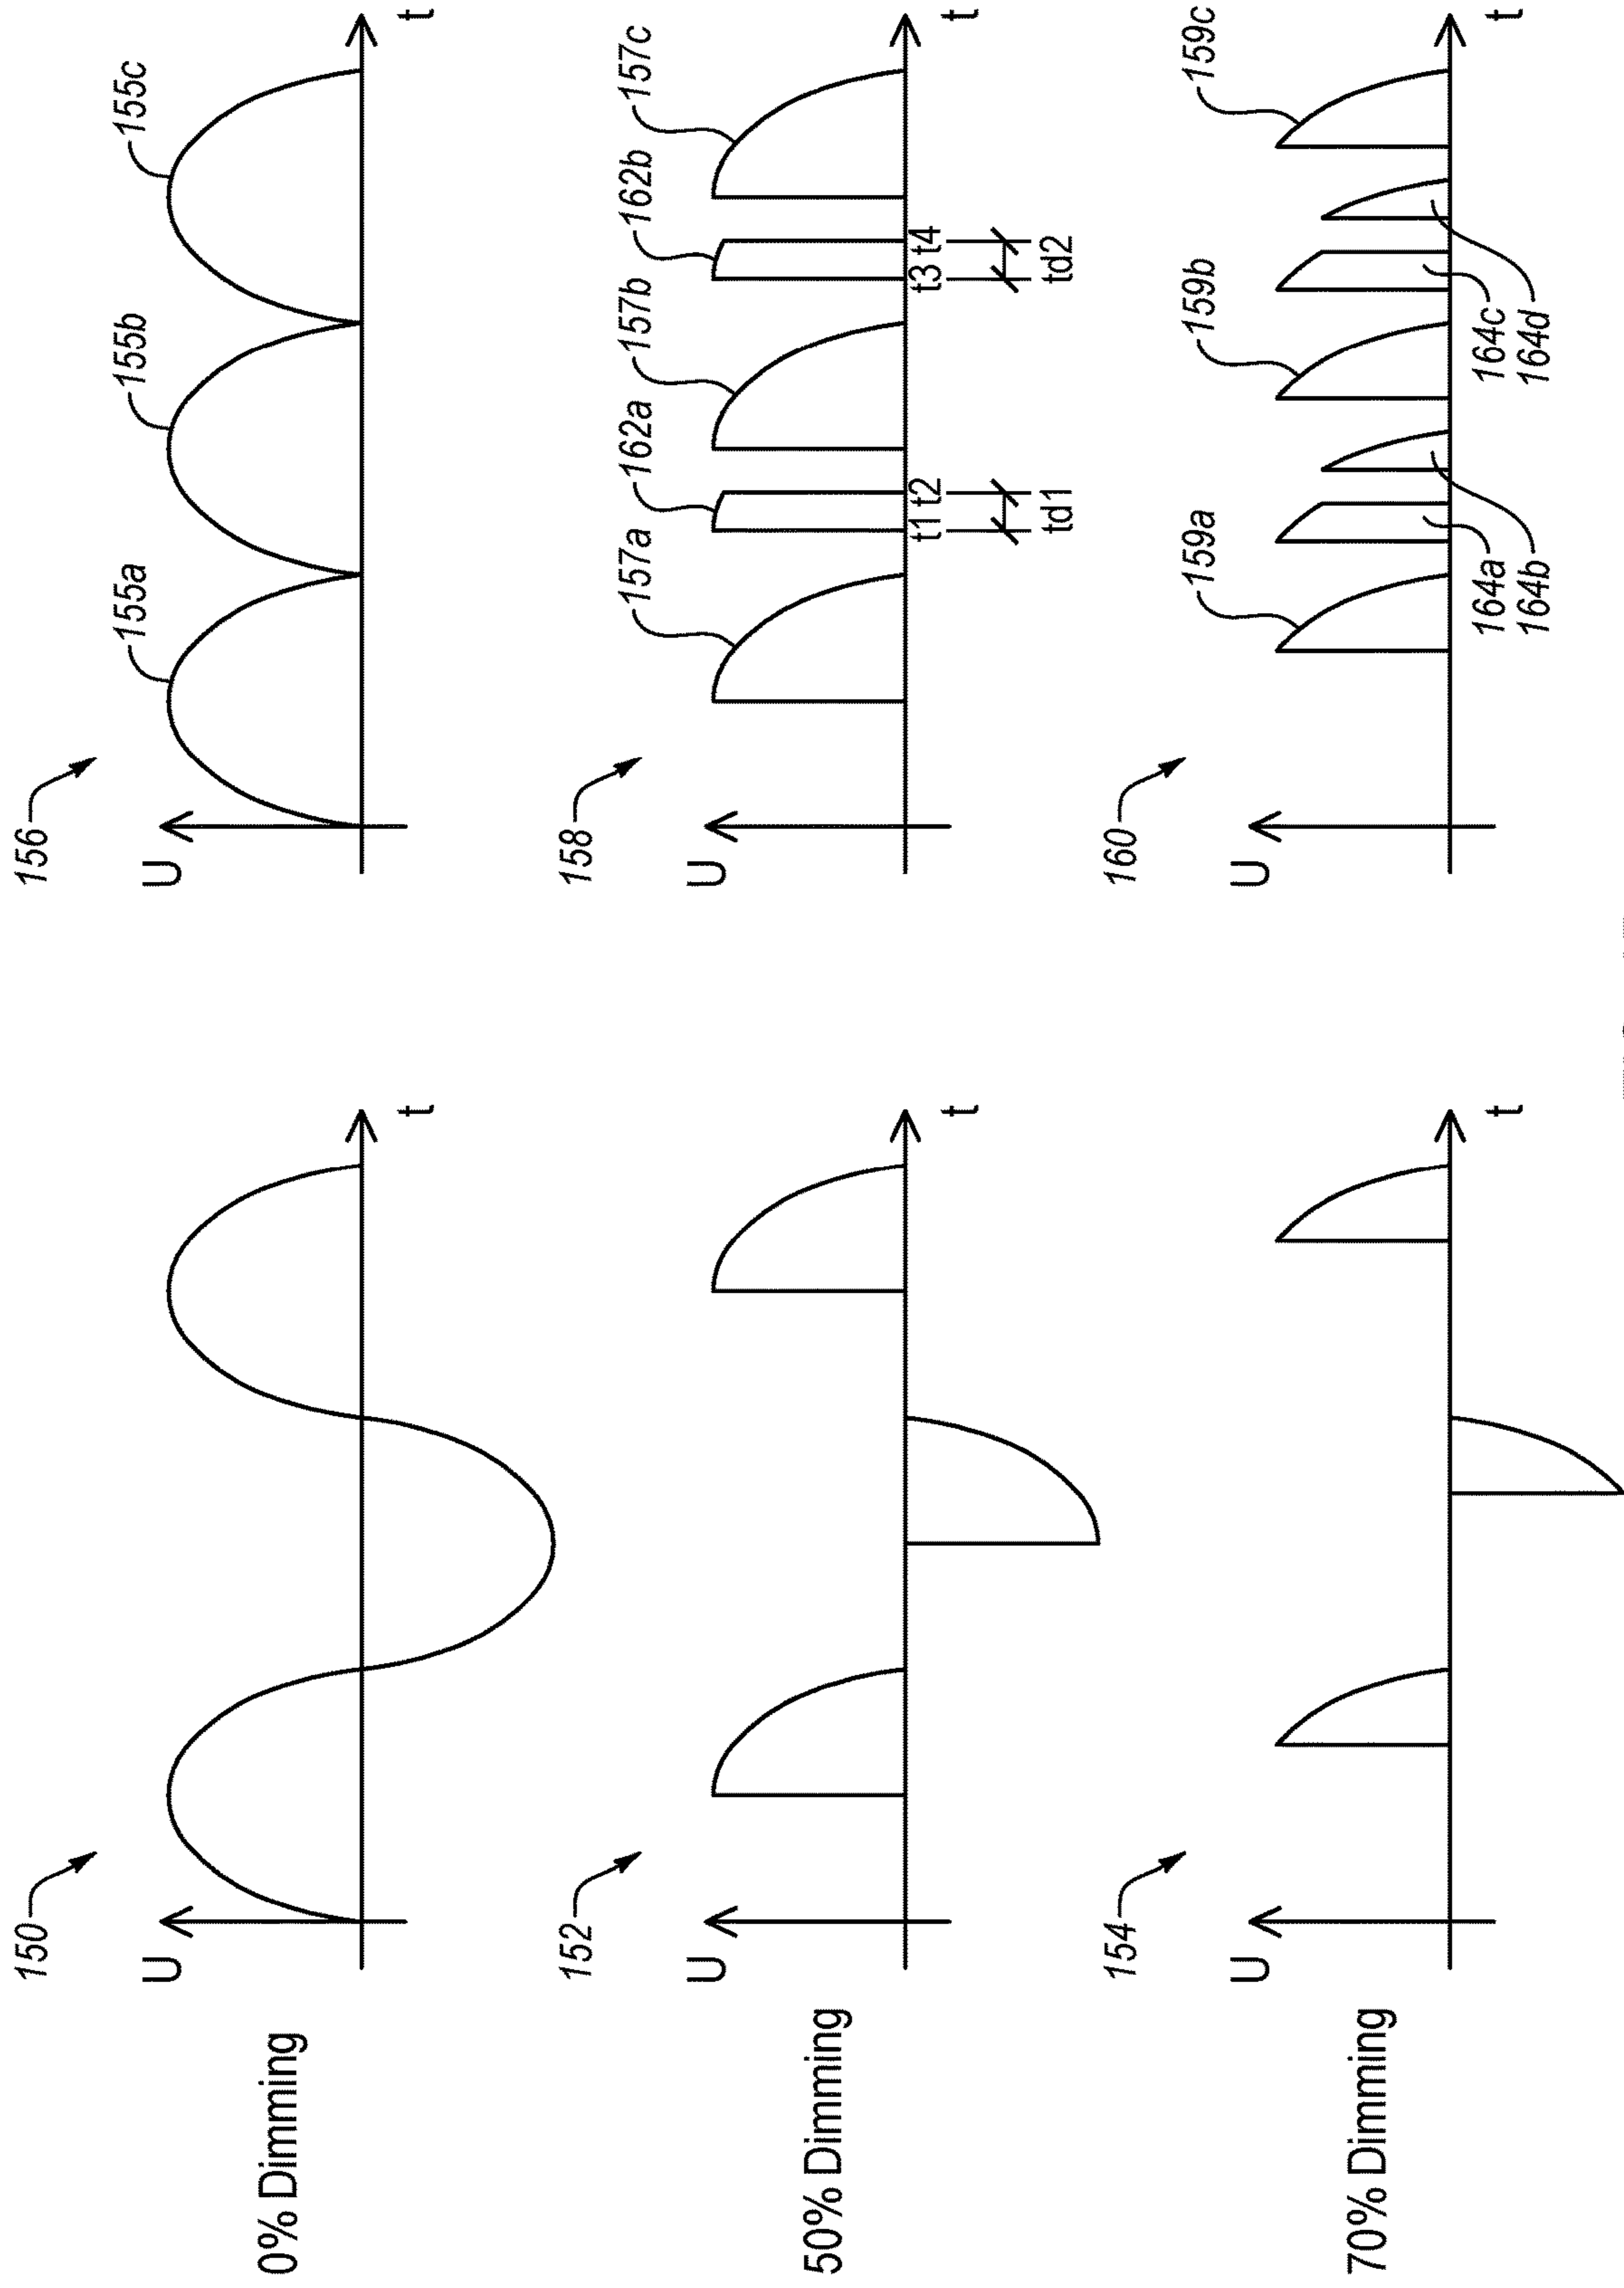 0% Dimming
150
U
t
156
U
155a
155b
155c
t
50% Dimming
152
U
t
158
U
157a
162a
157b
162b
157c
t1
t2
t3
t4
td1
td2
t
70% Dimming
154
U
t
160
U
159a
159b
159c
164a
164b
164c
164d
t